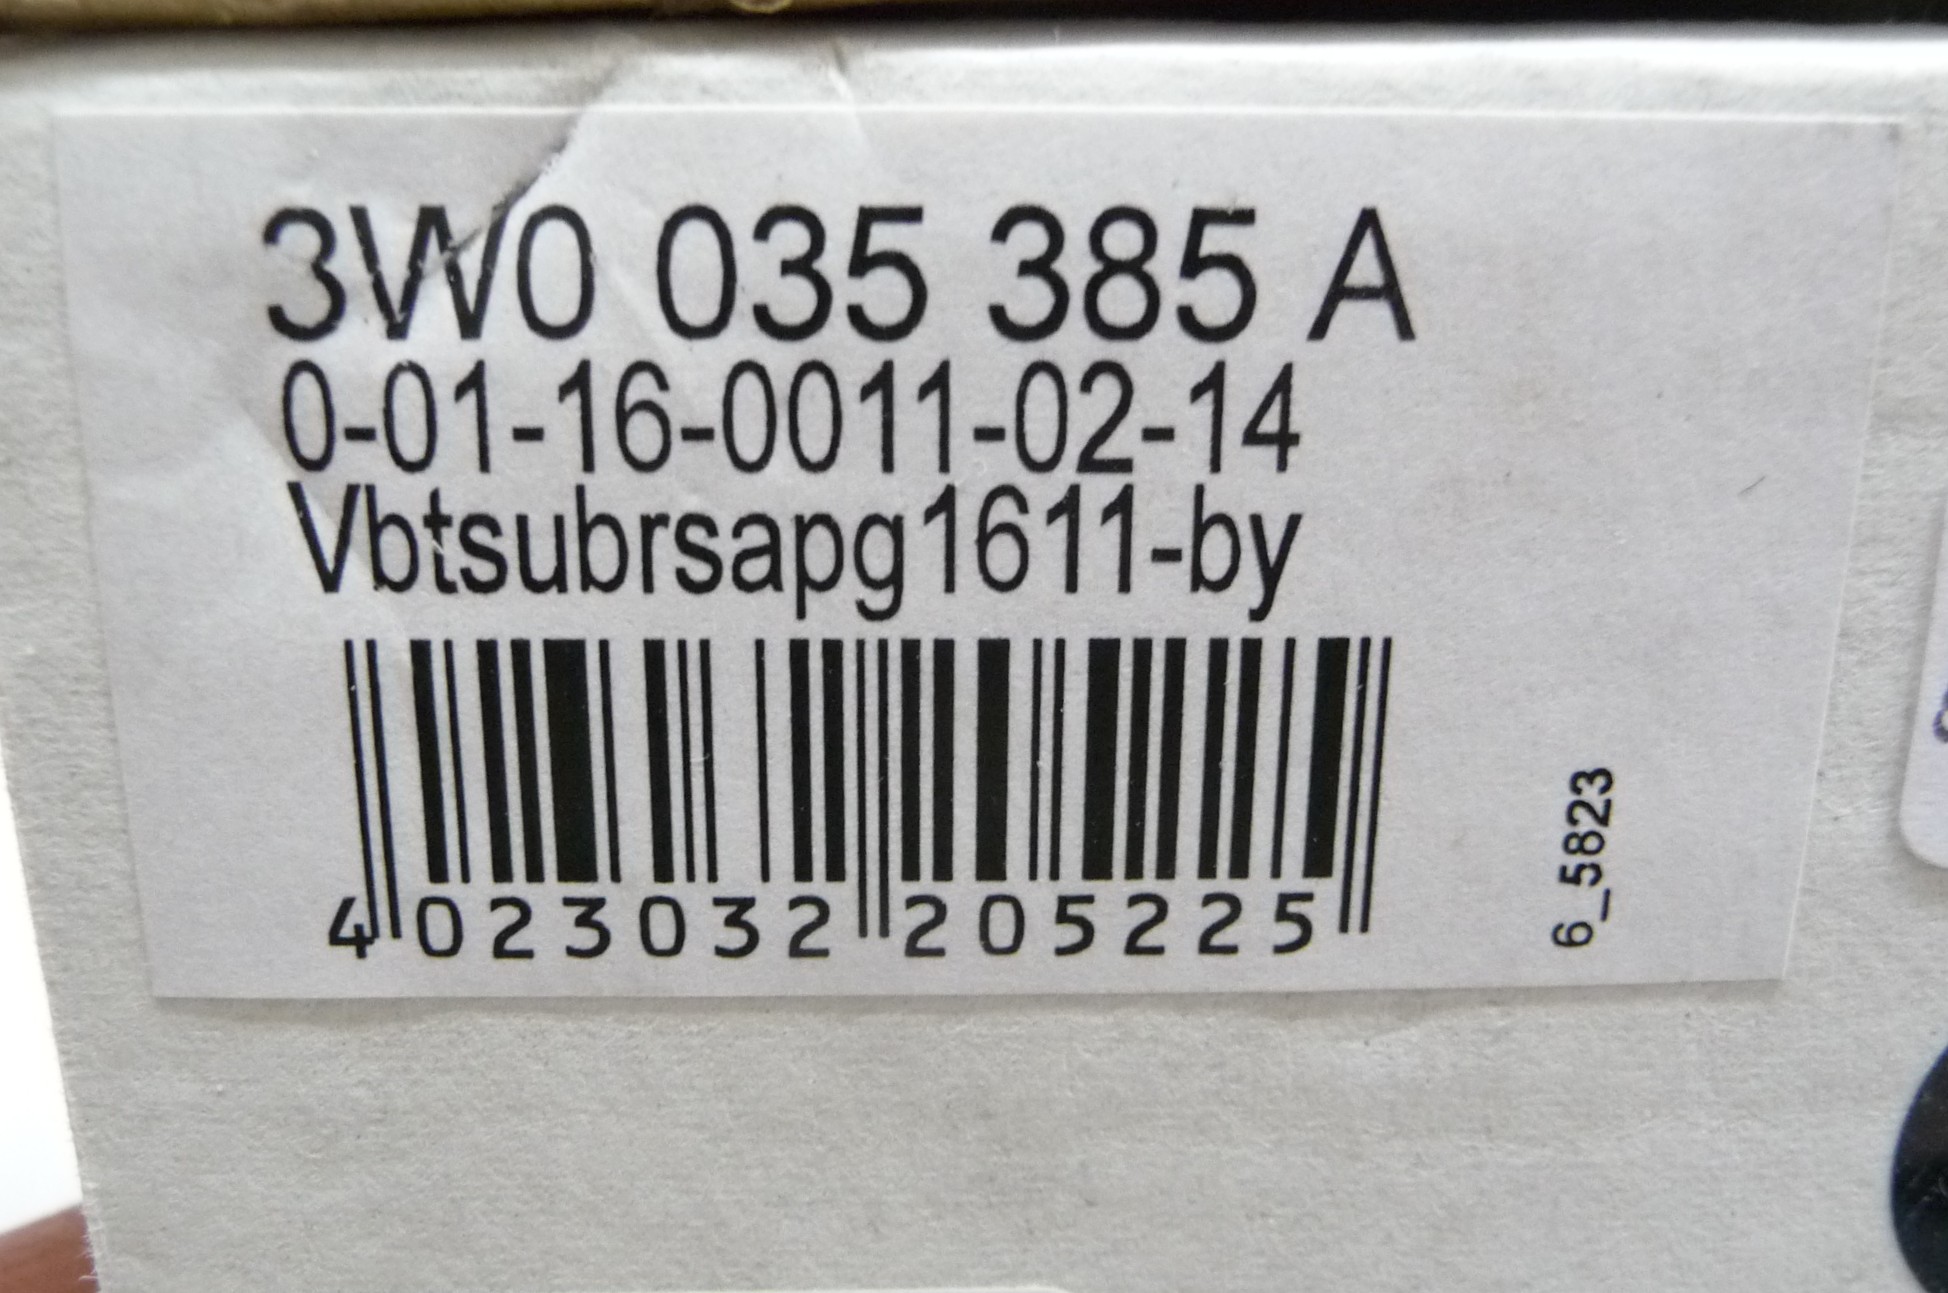 3W0 035 385 A
0-01-16-0011-02-14
Vbtsubrsapg1611-by
4 023032 205225
6_5823